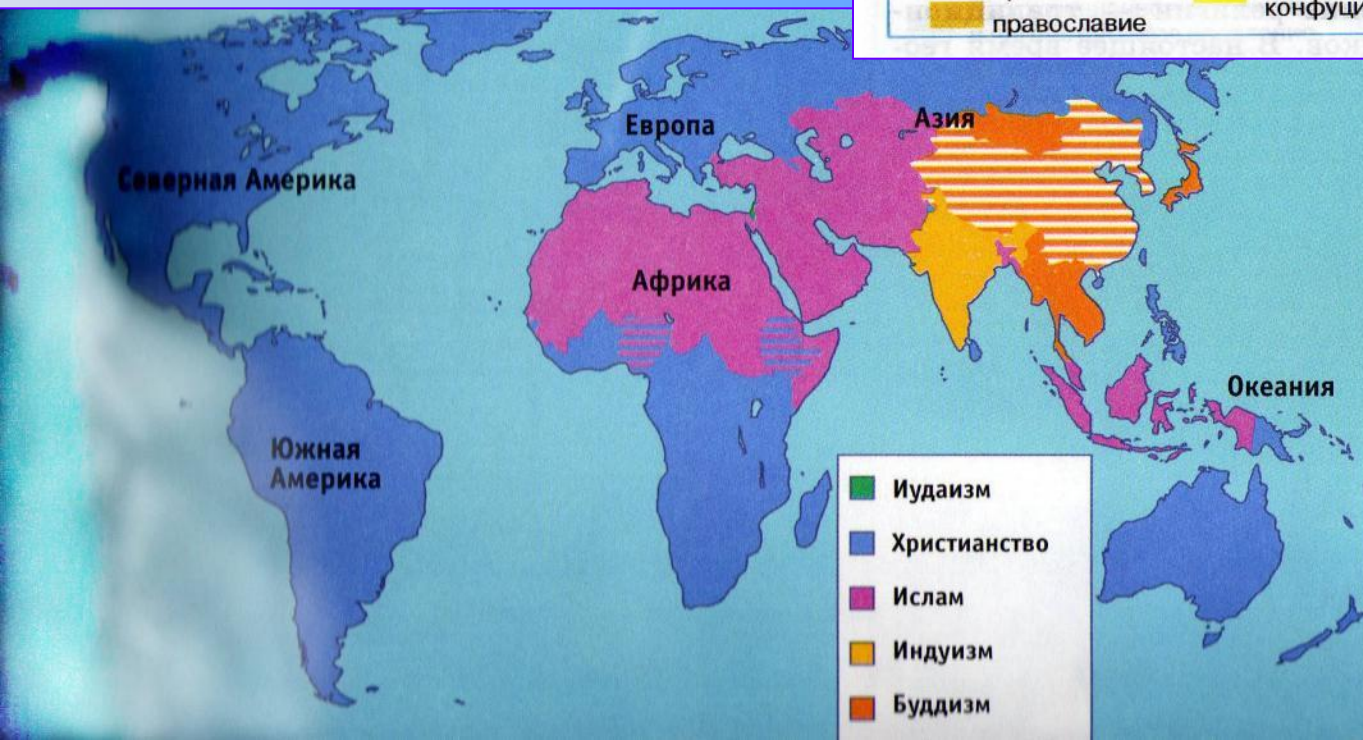 православие
конфуци
Европа
Азия
Северная Америка
Африка
Океания
Южная
Америка
Иудаизм
Христианство
Ислам
Индуизм
Буддизм